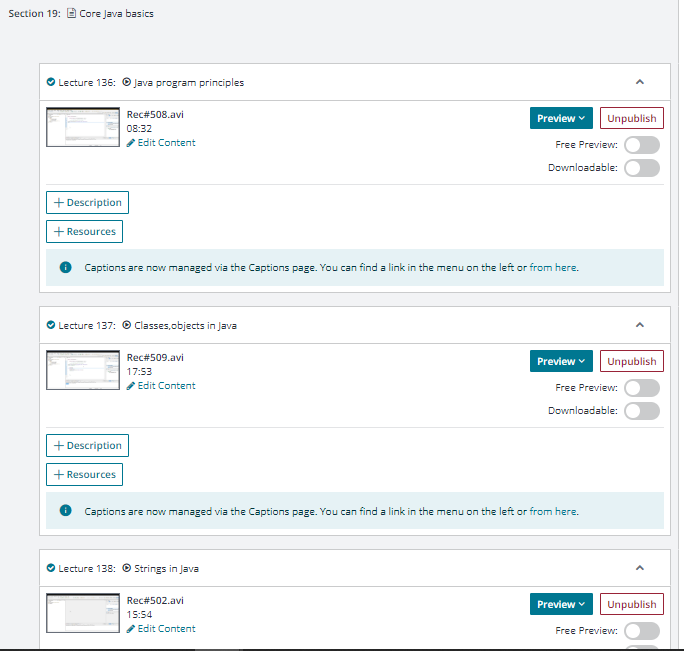 Section 19: Core Java basics
Lecture 136: Java program principles
Rec#508.avi
08:32
Edit Content
Preview
Unpublish
Free Preview:
Downloadable:
+ Description
+ Resources
Captions are now managed via the Captions page. You can find a link in the menu on the left or from here.
Lecture 137: Classes,objects in Java
Rec#509.avi
17:53
Edit Content
Preview
Unpublish
Free Preview:
Downloadable:
+ Description
+ Resources
Captions are now managed via the Captions page. You can find a link in the menu on the left or from here.
Lecture 138: Strings in Java
Rec#502.avi
15:54
Edit Content
Preview
Unpublish
Free Preview: